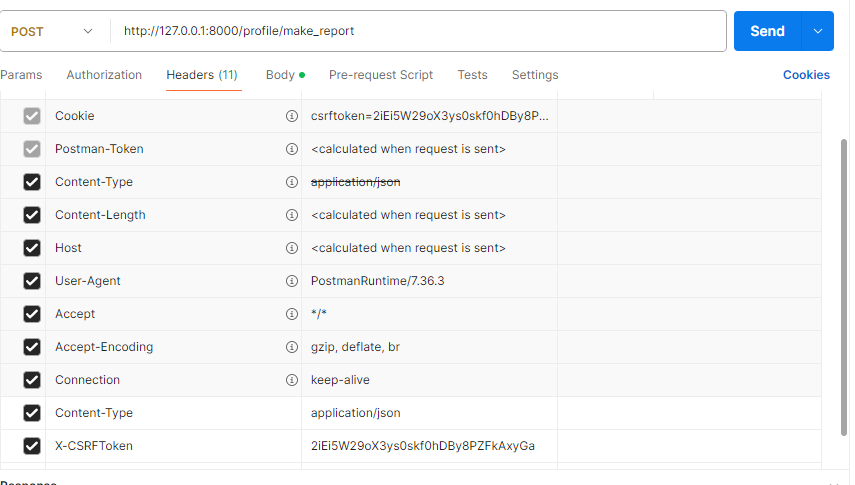 POST http://127.0.0.1:8000/profile/make_report Send
Params Authorization Headers (11) Body Pre-request Script Tests Settings Cookies
Cookie csrftoken=2iEi5W29oX3ys0skf0hDBy8P...
Postman-Token <calculated when request is sent>
Content-Type application/json
Content-Length <calculated when request is sent>
Host <calculated when request is sent>
User-Agent PostmanRuntime/7.36.3
Accept */*
Accept-Encoding gzip, deflate, br
Connection keep-alive
Content-Type application/json
X-CSRFToken 2iEi5W29oX3ys0skf0hDBy8PZFkAxyGa
Response